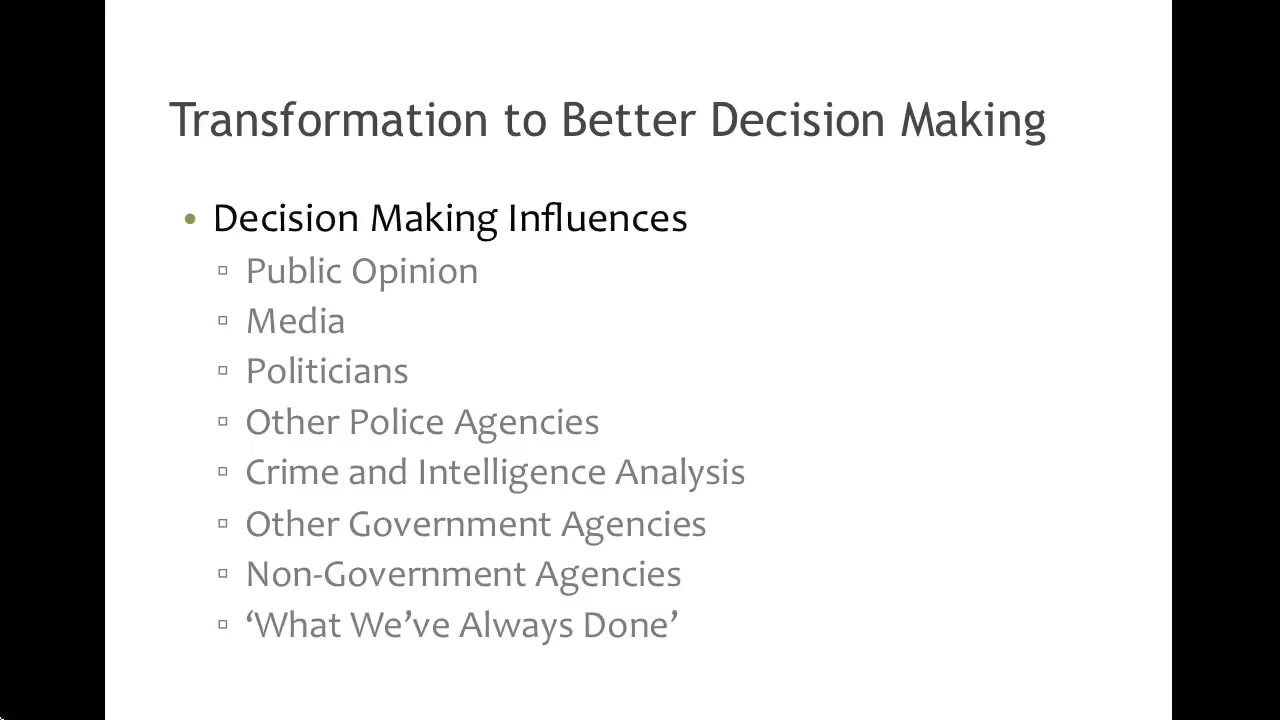 Transformation to Better Decision Making
• Decision Making Influences
▫ Public Opinion
▫ Media
▫ Politicians
▫ Other Police Agencies
▫ Crime and Intelligence Analysis
▫ Other Government Agencies
▫ Non-Government Agencies
▫ ‘What We’ve Always Done’